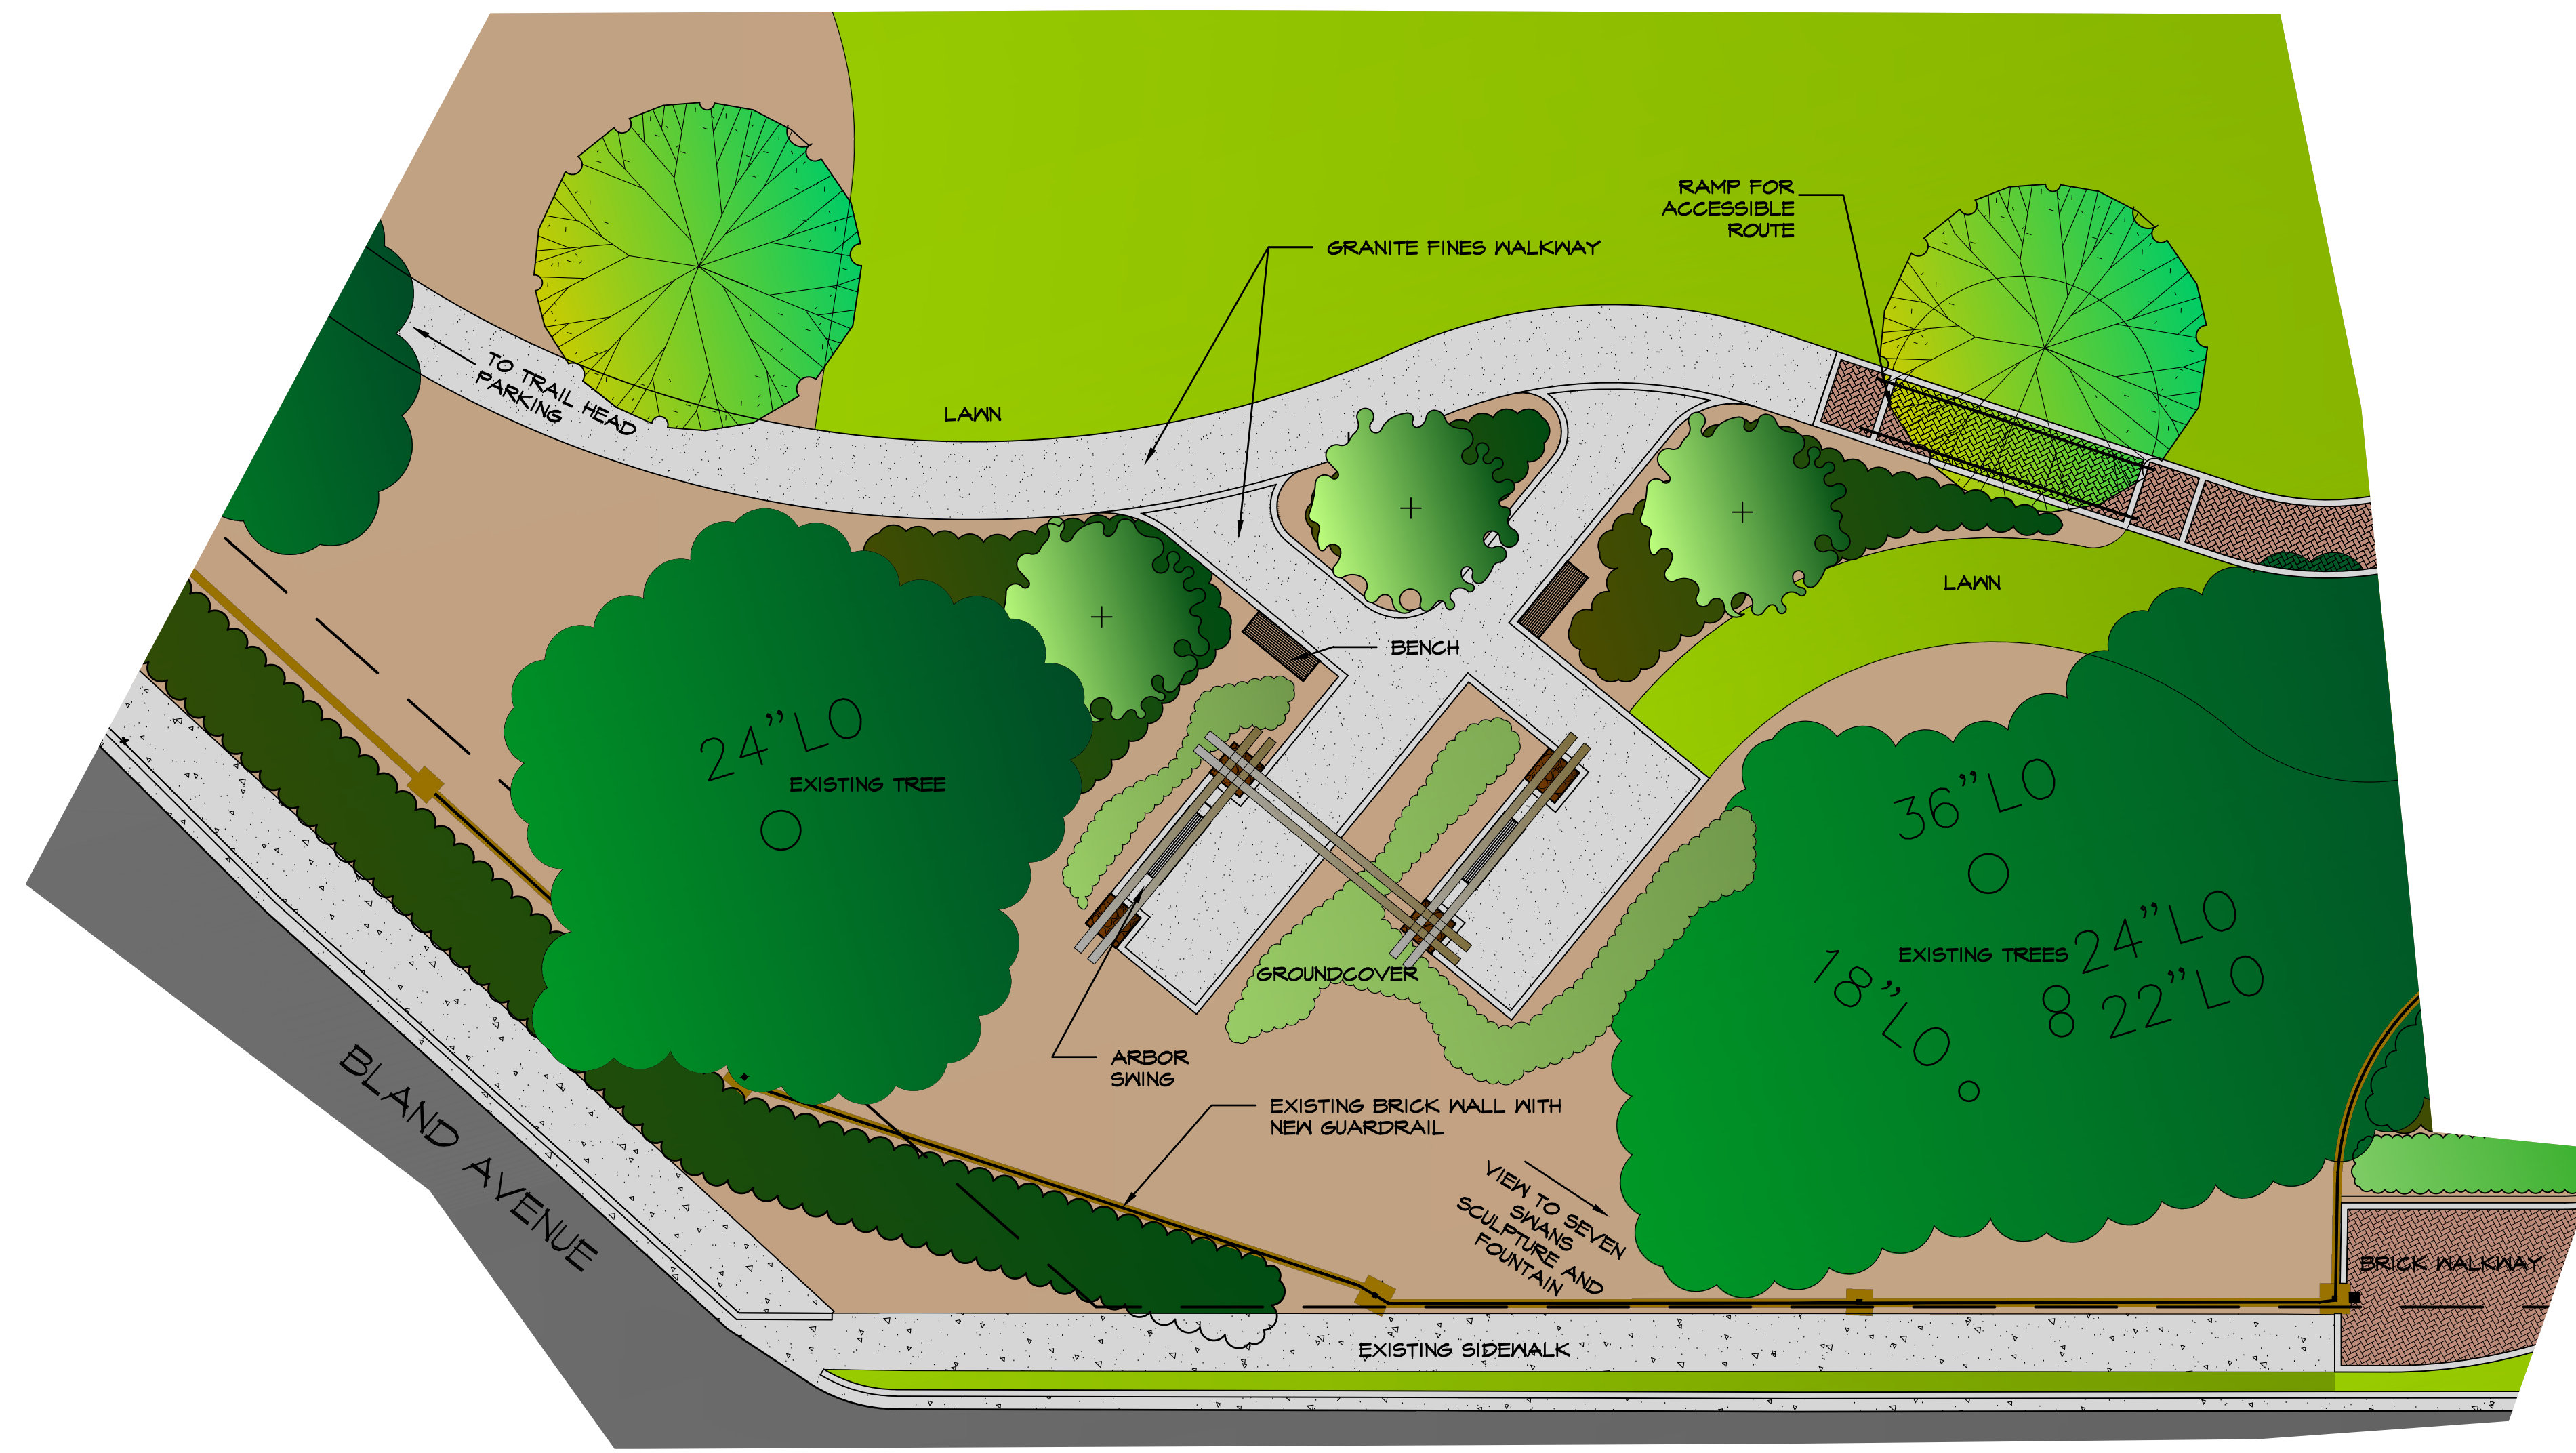 RAMP FOR
ACCESSIBLE
ROUTE
GRANITE FINES WALKWAY
TO TRAIL HEAD
PARKING
LAWN
LAWN
BENCH
24"LO
EXISTING TREE
36"LO
EXISTING TREES
24"LO
18"LO
22"LO
GROUNDCOVER
ARBOR
SWING
EXISTING BRICK WALL WITH
NEW GUARDRAIL
BLAND AVENUE
VIEW TO SEVEN
SWANS
SCULPTURE AND
FOUNTAIN
BRICK WALKWAY
EXISTING SIDEWALK